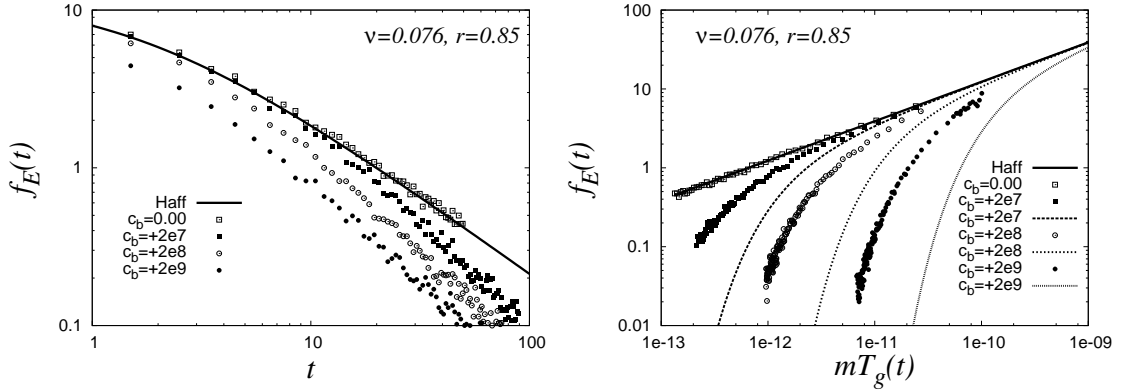 ν=0.076, r=0.85
f_E(t)
10
1
0.1
1
10
100
t
Haff
c_b=0.00
c_b=+2e7
c_b=+2e8
c_b=+2e9
ν=0.076, r=0.85
f_E(t)
100
10
1
0.1
0.01
1e-13
1e-12
1e-11
1e-10
1e-09
mT_g(t)
Haff
c_b=0.00
c_b=+2e7
c_b=+2e7
c_b=+2e8
c_b=+2e8
c_b=+2e9
c_b=+2e9